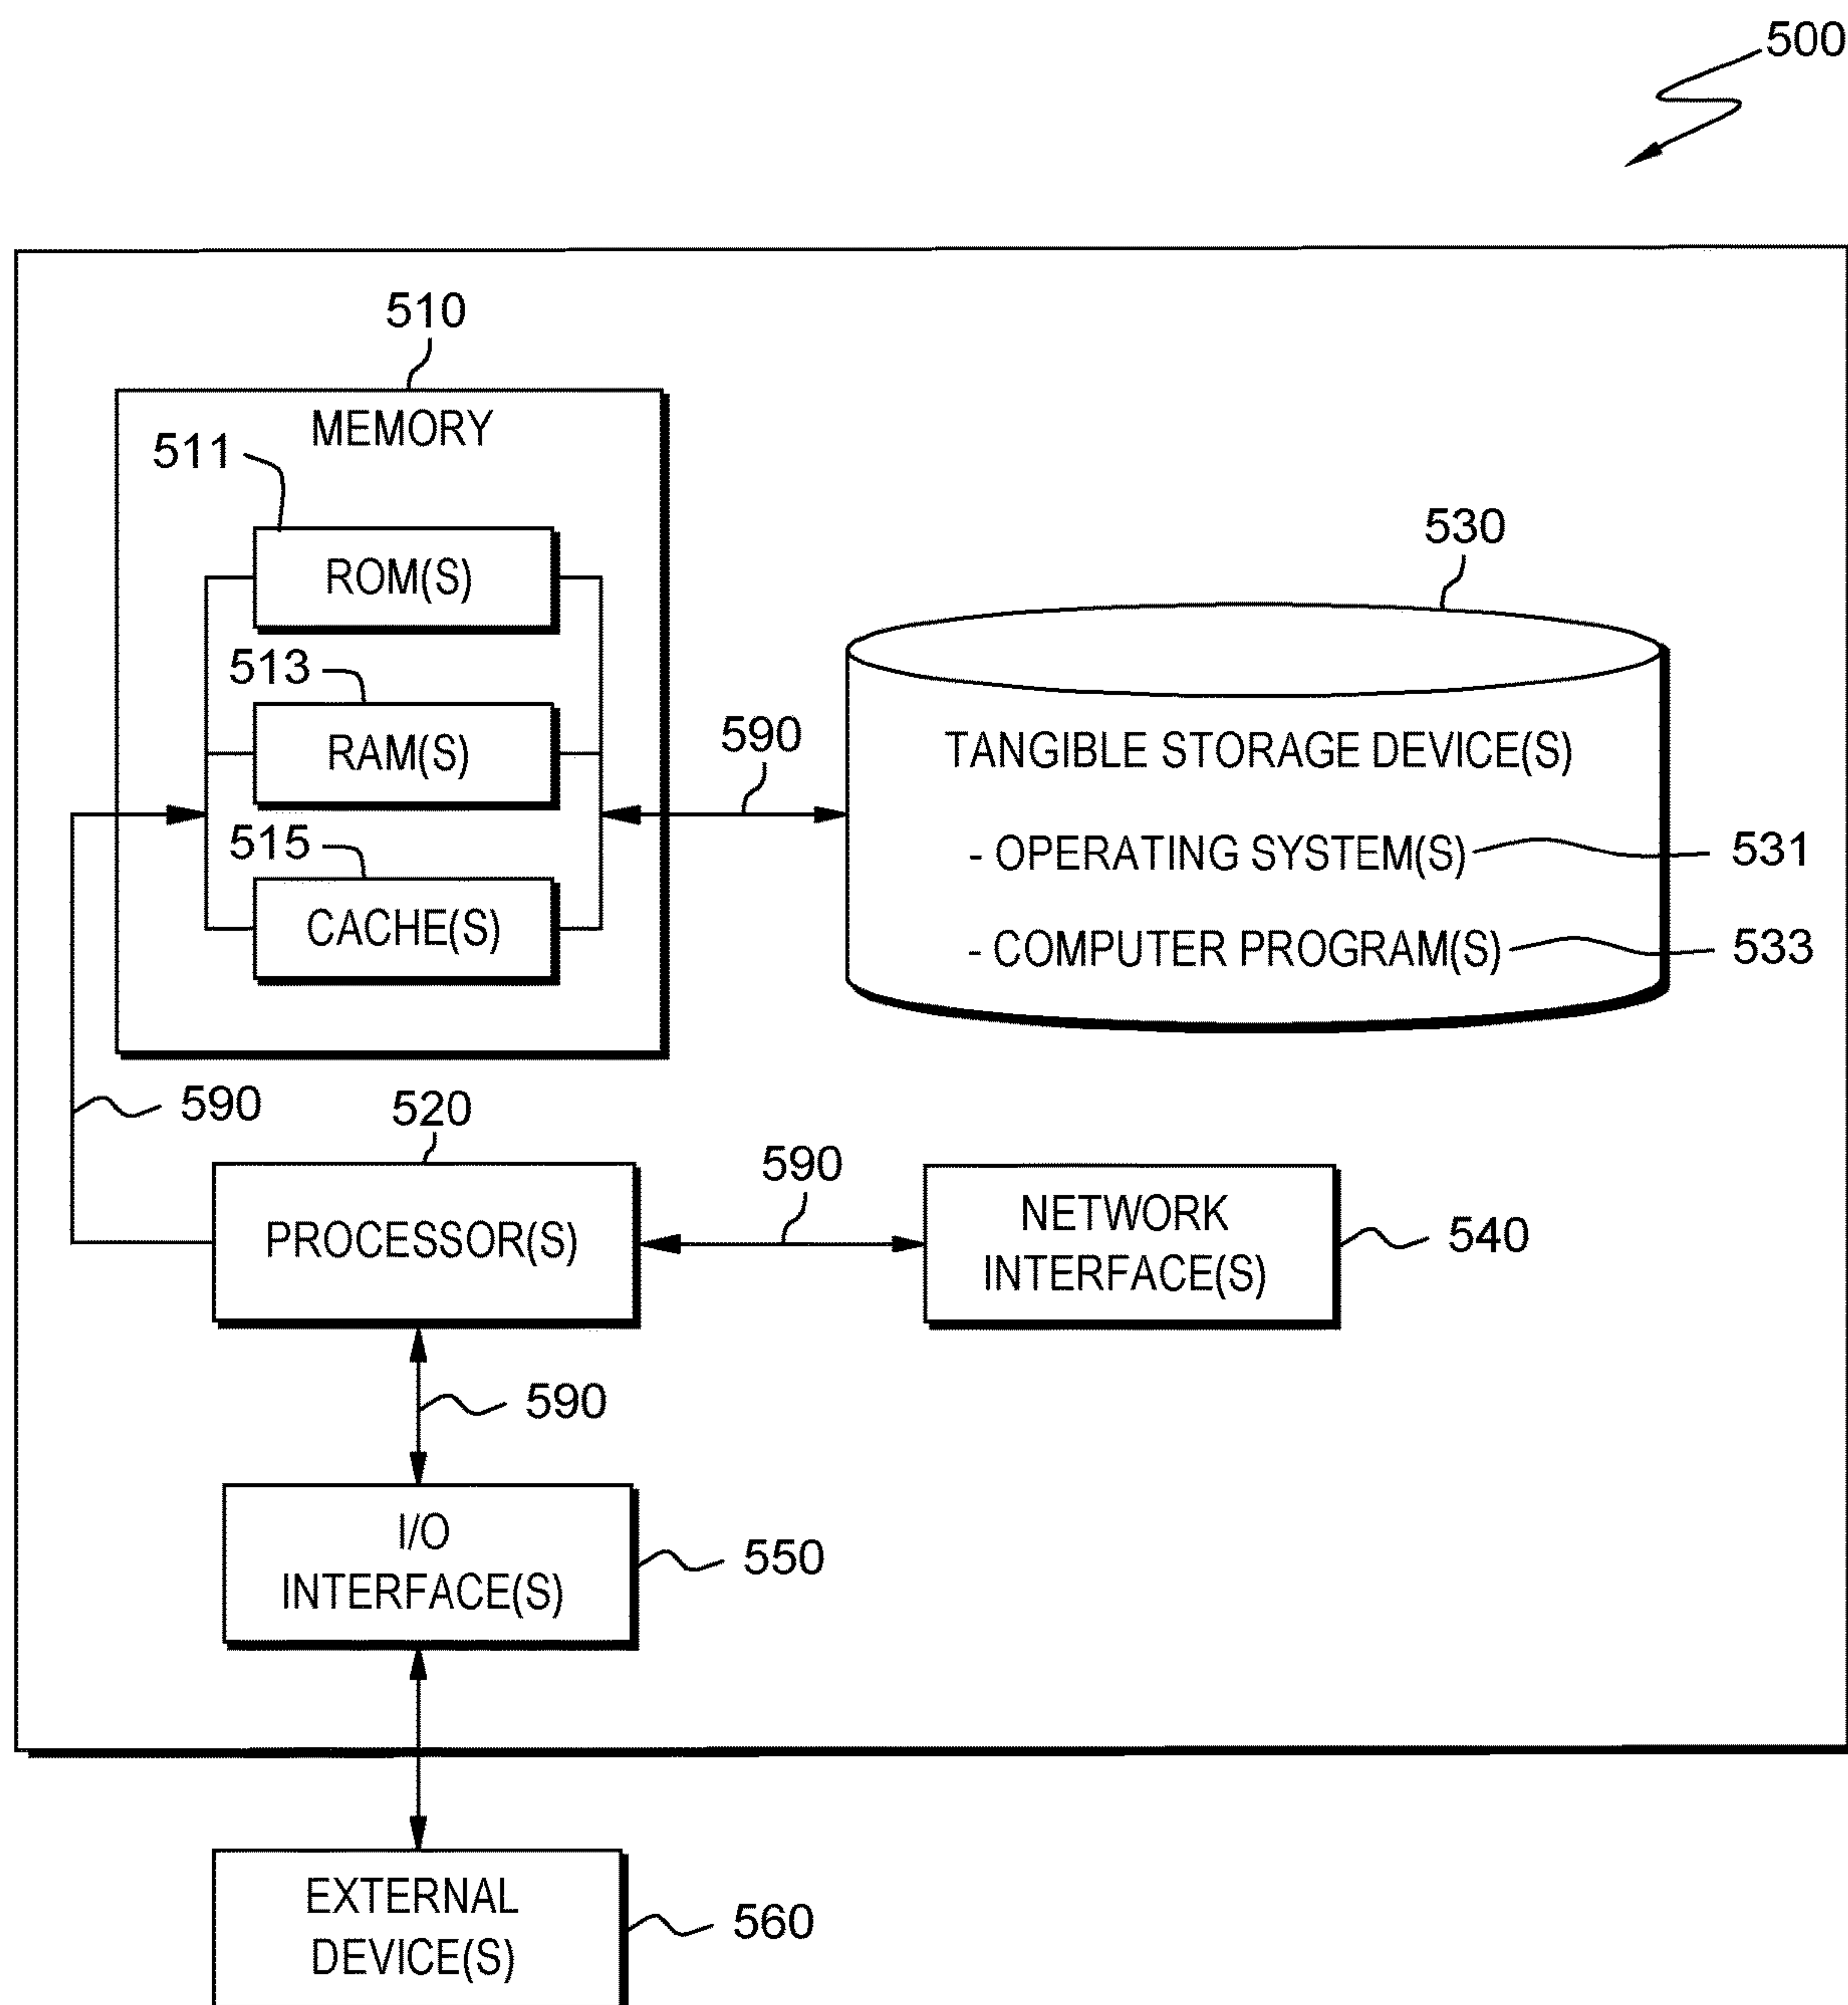 500
510
MEMORY
511
ROM(S)
513
RAM(S)
515
CACHE(S)
590
530
TANGIBLE STORAGE DEVICE(S)
- OPERATING SYSTEM(S)
531
- COMPUTER PROGRAM(S)
533
590
520
PROCESSOR(S)
590
NETWORK
INTERFACE(S)
540
590
I/O
INTERFACE(S)
550
EXTERNAL
DEVICE(S)
560